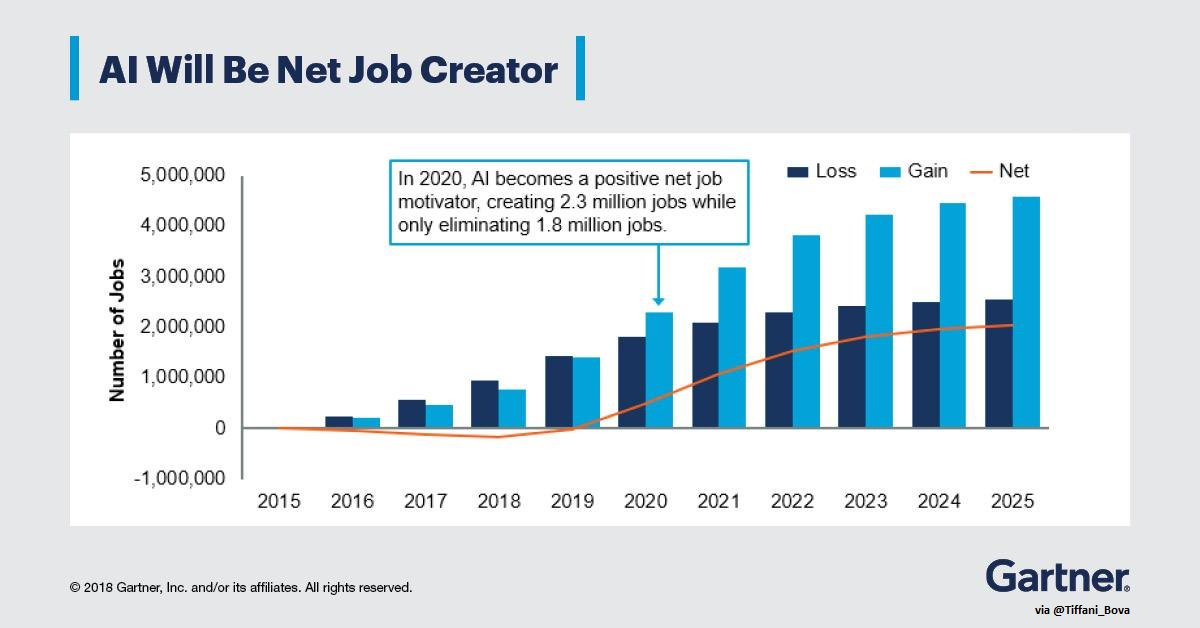 AI Will Be Net Job Creator
In 2020, AI becomes a positive net job
motivator, creating 2.3 million jobs while
only eliminating 1.8 million jobs.
Loss Gain Net
Number of Jobs
5,000,000
4,000,000
3,000,000
2,000,000
1,000,000
0
-1,000,000
2015 2016 2017 2018 2019 2020 2021 2022 2023 2024 2025
© 2018 Gartner, Inc. and/or its affiliates. All rights reserved.
Gartner®
via @Tiffani_Bova